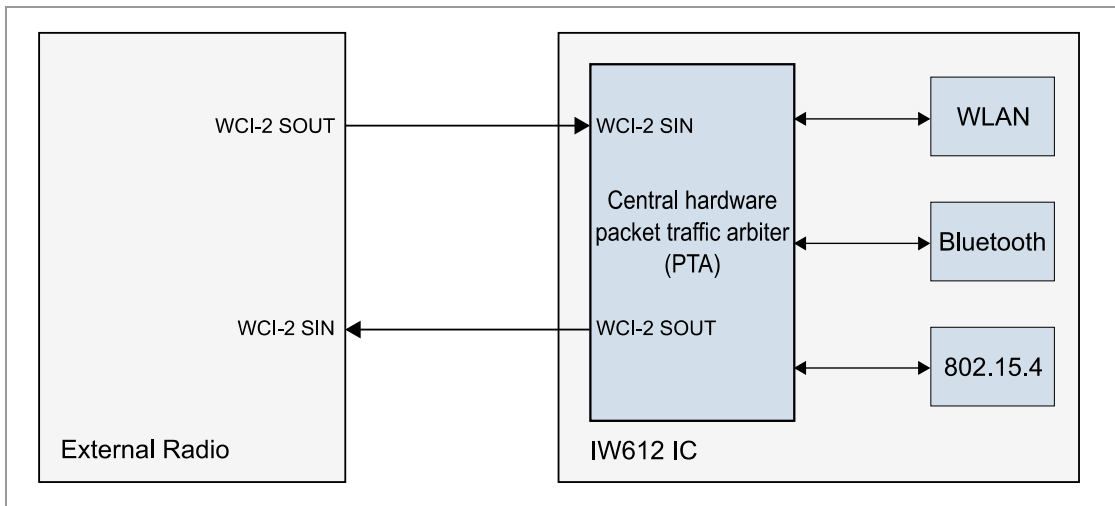 WCI-2 SOUT
WCI-2 SIN
External Radio
WCI-2 SIN
Central hardware
packet traffic arbiter
(PTA)
WCI-2 SOUT
WLAN
Bluetooth
802.15.4
IW612 IC